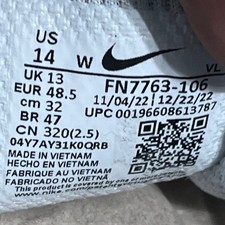 US
14 W
UK 13
EUR 48.5
cm 32
BR 47
CN 320(2.5)
04Y7AY31K0QRB
MADE IN VIETNAM
HECHO EN VIETNAM
FABRIQUE AU VIETNAM
FABRICADO NO VIETNÃ
VL
FN7763-106
11/04/22 12/22/22
UPC 00196608613787